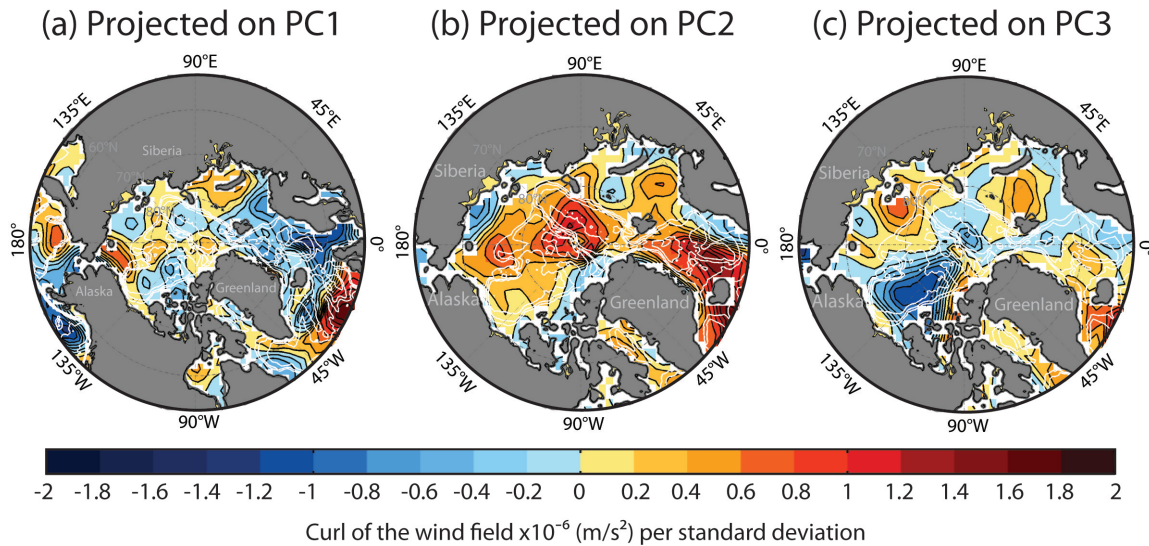 (a) Projected on PC1
(b) Projected on PC2
(c) Projected on PC3
90°E
90°E
90°E
135°E
45°E
135°E
45°E
135°E
45°E
60°N
Siberia
70°N
80°N
70°N
Siberia
80°N
70°N
Siberia
180°
0°
180°
0°
180°
0°
Alaska
Greenland
Alaska
Greenland
Alaska
Greenland
135°W
45°W
135°W
45°W
135°W
45°W
90°W
90°W
90°W
-2 -1.8 -1.6 -1.4 -1.2 -1 -0.8 -0.6 -0.4 -0.2 0 0.2 0.4 0.6 0.8 1 1.2 1.4 1.6 1.8 2
Curl of the wind field x10⁻⁶ (m/s²) per standard deviation